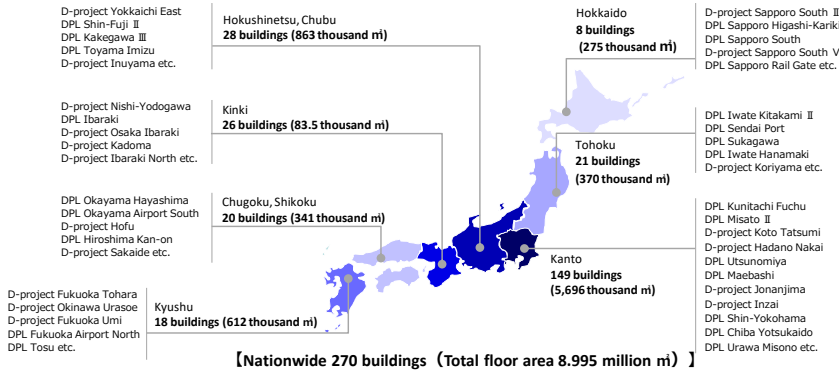 D-project Yokkaichi East
DPL Shin-Fuji Ⅱ
DPL Kakegawa Ⅲ
DPL Toyama Imizu
D-project Inuyama etc.
Hokushinetsu, Chubu
28 buildings (863 thousand ㎡)
Hokkaido
8 buildings
(275 thousand ㎡)
D-project Sapporo South Ⅱ
DPL Sapporo Higashi-Kariki
DPL Sapporo South
D-project Sapporo South V
DPL Sapporo Rail Gate etc.
D-project Nishi-Yodogawa
DPL Ibaraki
D-project Osaka Ibaraki
D-project Kadoma
D-project Ibaraki North etc.
Kinki
26 buildings (83.5 thousand ㎡)
Tohoku
21 buildings
(370 thousand ㎡)
DPL Iwate Kitakami Ⅱ
DPL Sendai Port
DPL Sukagawa
DPL Iwate Hanamaki
D-project Koriyama etc.
DPL Okayama Hayashima
DPL Okayama Airport South
D-project Hofu
DPL Hiroshima Kan-on
D-project Sakaide etc.
Chugoku, Shikoku
20 buildings (341 thousand ㎡)
Kanto
149 buildings
(5,696 thousand ㎡)
DPL Kunitachi Fuchu
DPL Misato Ⅱ
D-project Koto Tatsumi
D-project Hadano Nakai
DPL Utsunomiya
DPL Maebashi
D-project Jonanjima
D-project Inzai
DPL Shin-Yokohama
DPL Chiba Yotsukaido
DPL Urawa Misono etc.
D-project Fukuoka Tohara
D-project Okinawa Urasoe
D-project Fukuoka Umi
DPL Fukuoka Airport North
DPL Tosu etc.
Kyushu
18 buildings (612 thousand ㎡)
【Nationwide 270 buildings（Total floor area 8.995 million ㎡）】